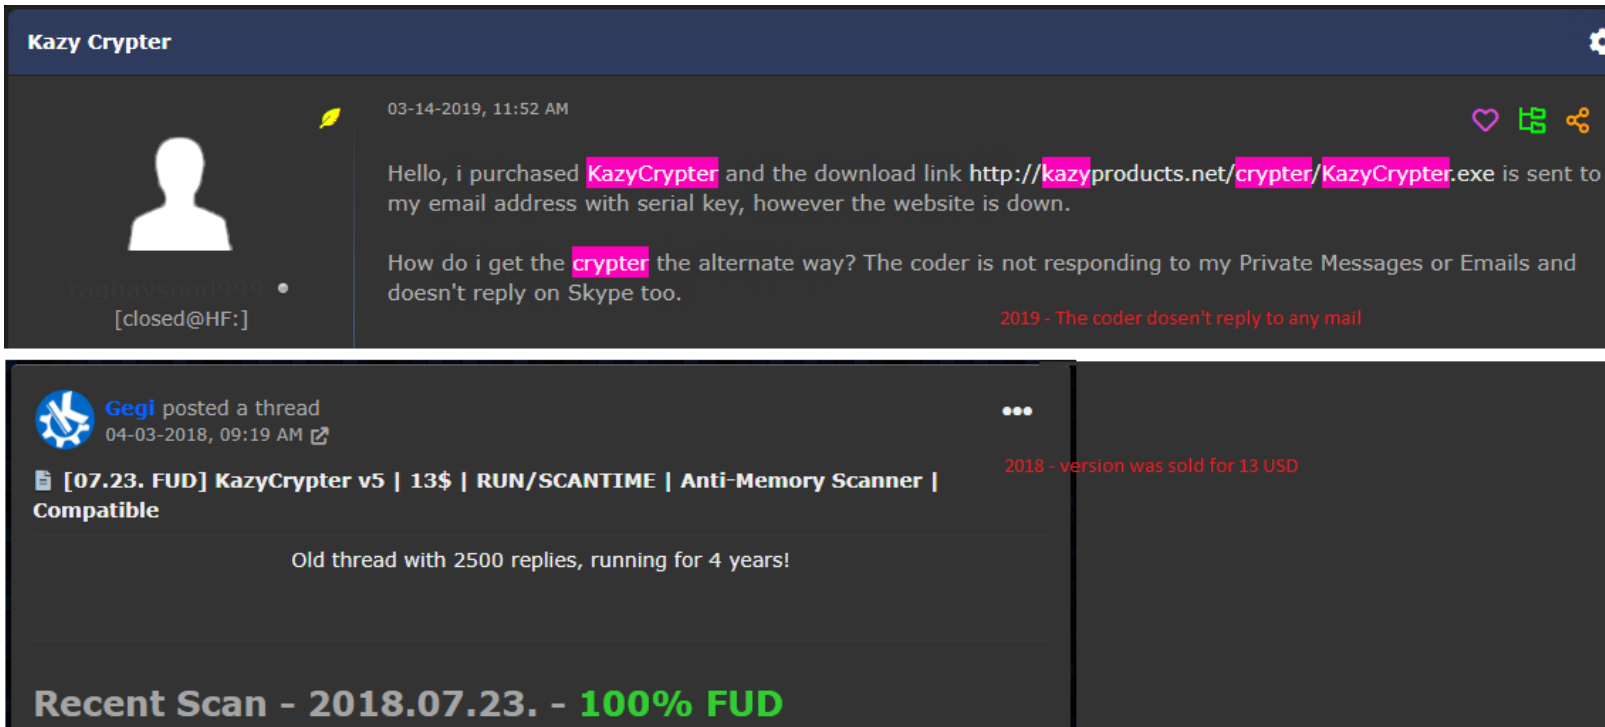 Kazy Crypter
03-14-2019, 11:52 AM
Hello, i purchased KazyCrypter and the download link http://kazyproducts.net/crypter/KazyCrypter.exe is sent to
my email address with serial key, however the website is down.
How do i get the crypter the alternate way? The coder is not responding to my Private Messages or Emails and
doesn't reply on Skype too.
raghavsood999
[closed@HF:]
2019 - The coder dosen't reply to any mail
Gegi posted a thread
04-03-2018, 09:19 AM
[07.23. FUD] KazyCrypter v5 | 13$ | RUN/SCANTIME | Anti-Memory Scanner |
Compatible
2018 - version was sold for 13 USD
Old thread with 2500 replies, running for 4 years!
Recent Scan - 2018.07.23. - 100% FUD